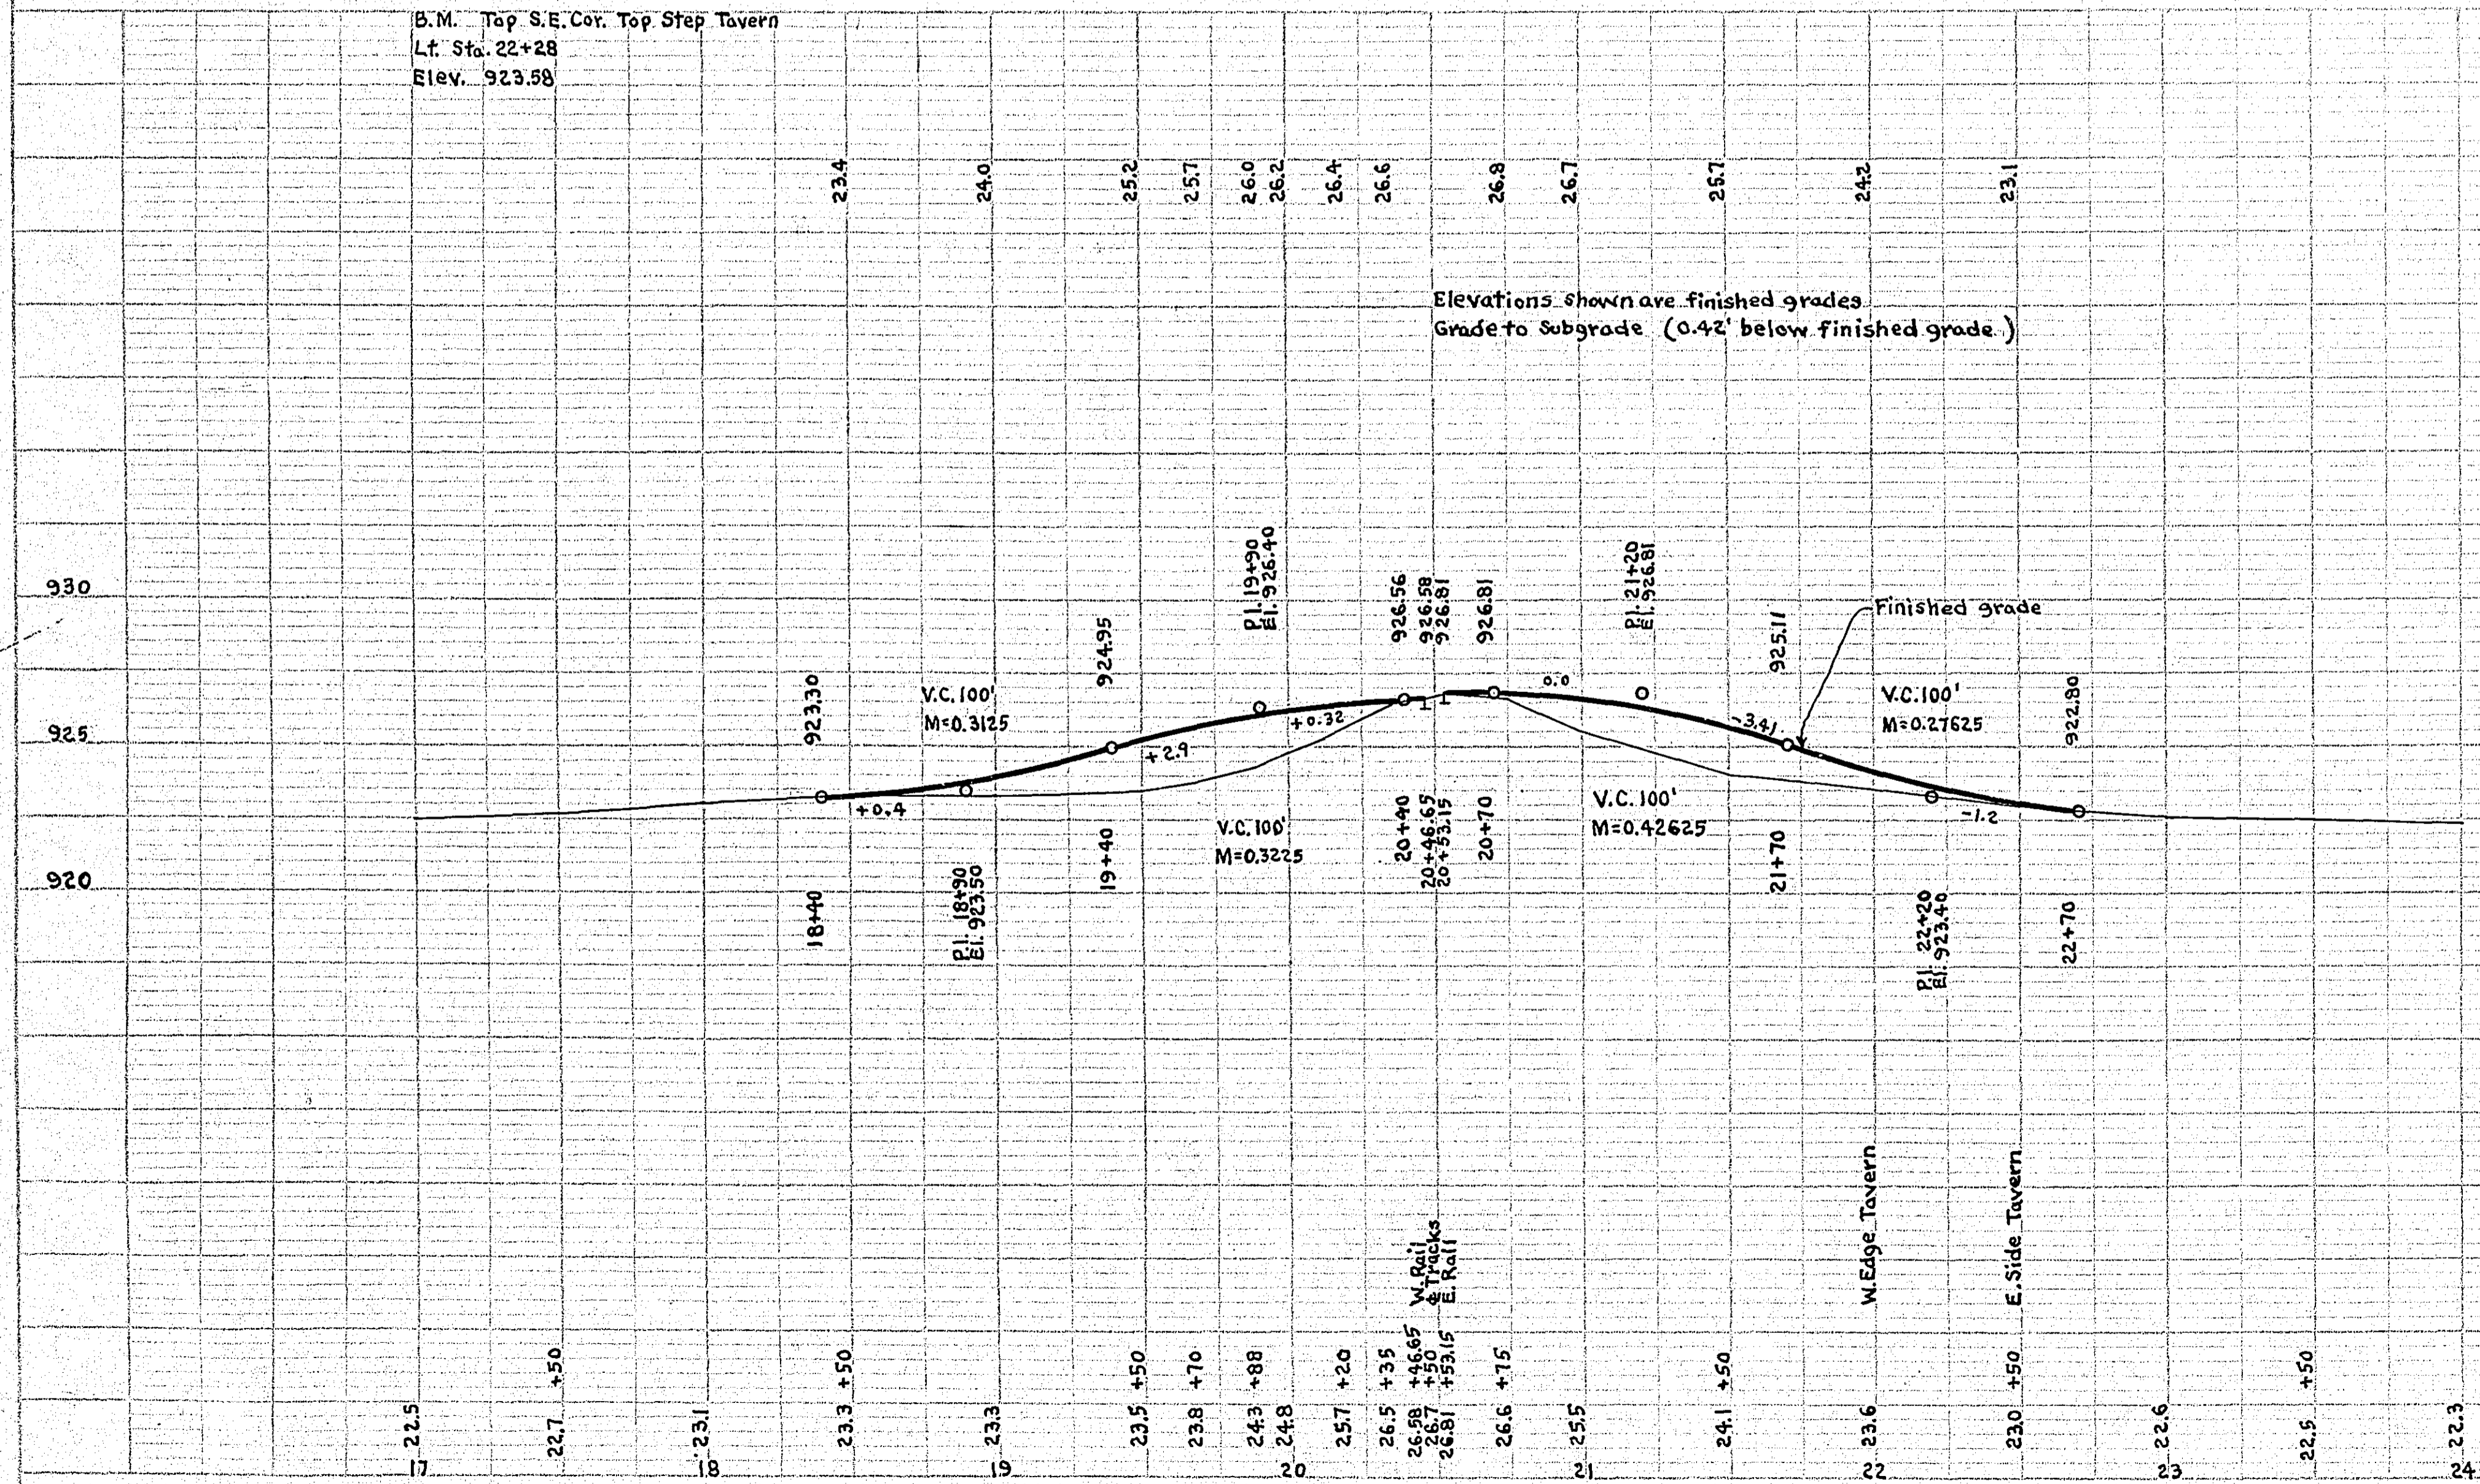 B.M. Top S.E. Cor. Top Step Tavern
Lt. Sta. 22+28
Elev. 923.58
23.4
24.0
25.2
25.7
26.0
26.2
26.4
26.6
26.8
26.7
25.7
24.2
23.1
Elevations shown are finished grades
Grade to Subgrade (0.42' below finished grade.)
930
925
920
923.30
V.C. 100'
M=0.3125
924.95
P.I. 19+90
El. 926.40
926.56
926.58
926.81
926.81
P.I. 21+20
El. 926.81
925.11
Finished grade
V.C. 100'
M=0.27625
922.80
+0.4
+2.9
+0.32
0.0
-3.41
-1.2
18+40
P.I. 18+90
El. 923.50
19+40
V.C. 100'
M=0.3225
20+40
20+46.65
20+53.15
20+70
V.C. 100'
M=0.42625
21+70
P.I. 22+20
El. 923.40
22+70
W. Rail
℄ Tracks
E. Rail
W. Edge Tavern
E. Side Tavern
22.5
22.7 +50
23.1
23.3 +50
23.3
23.5 +50
23.8 +70
24.3 +88
24.8
25.7 +20
26.5 +35
26.58 +46.65
26.7 +50
26.81 +53.15
26.6 +75
25.5
24.1 +50
23.6
23.0 +50
22.6
22.5 +50
22.3
17 18 19 20 21 22 23 24